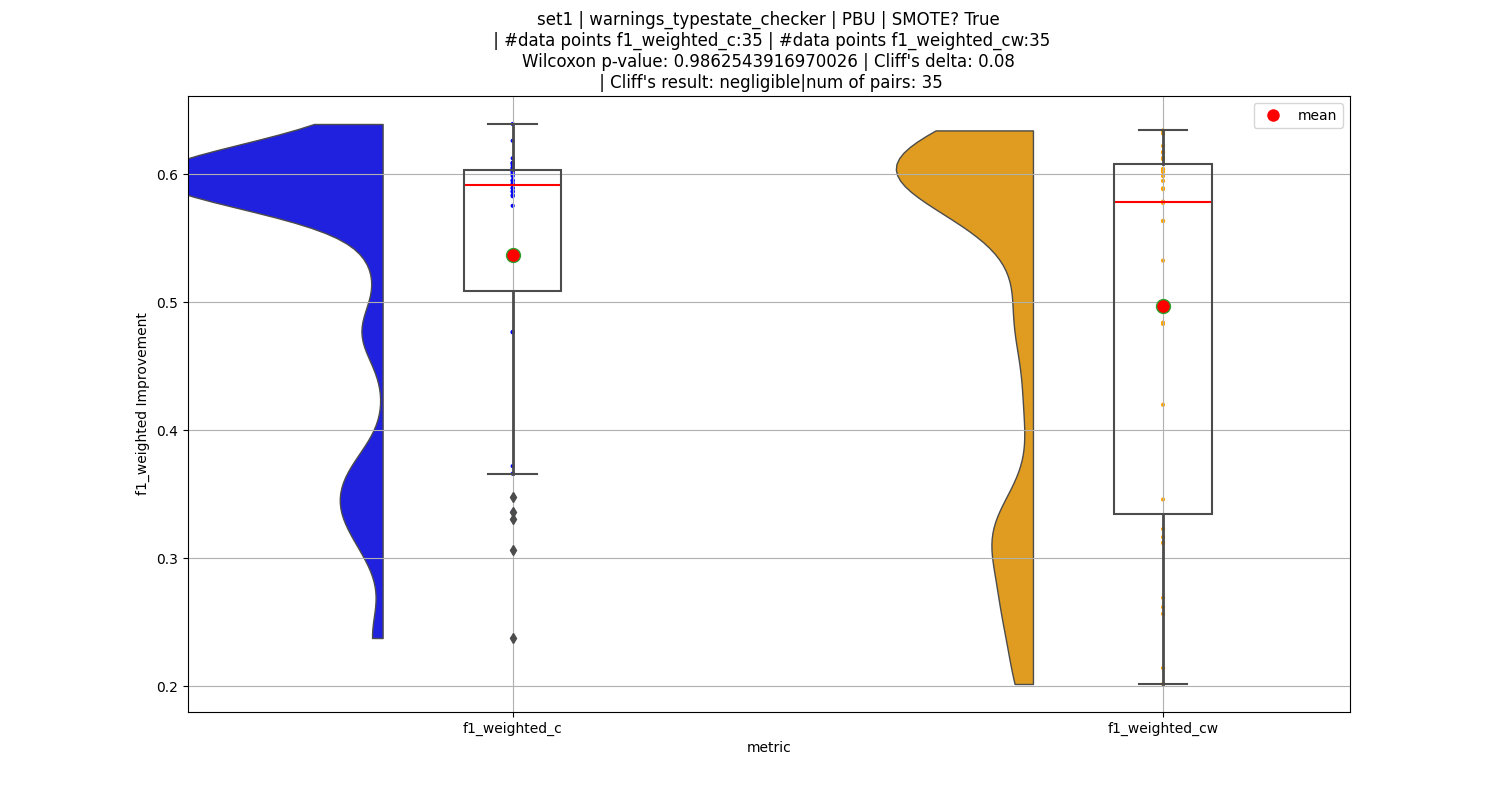 set1 | warnings_typestate_checker | PBU | SMOTE? True
| #data points f1_weighted_c:35 | #data points f1_weighted_cw:35
Wilcoxon p-value: 0.9862543916970026 | Cliff's delta: 0.08
| Cliff's result: negligible|num of pairs: 35
mean
0.6
0.5
0.4
0.3
0.2
f1_weighted Improvement
f1_weighted_c
f1_weighted_cw
metric